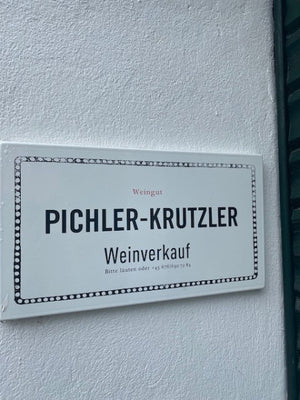 Weingut
PICHLER-KRUTZLER
Weinverkauf
Bitte läuten oder